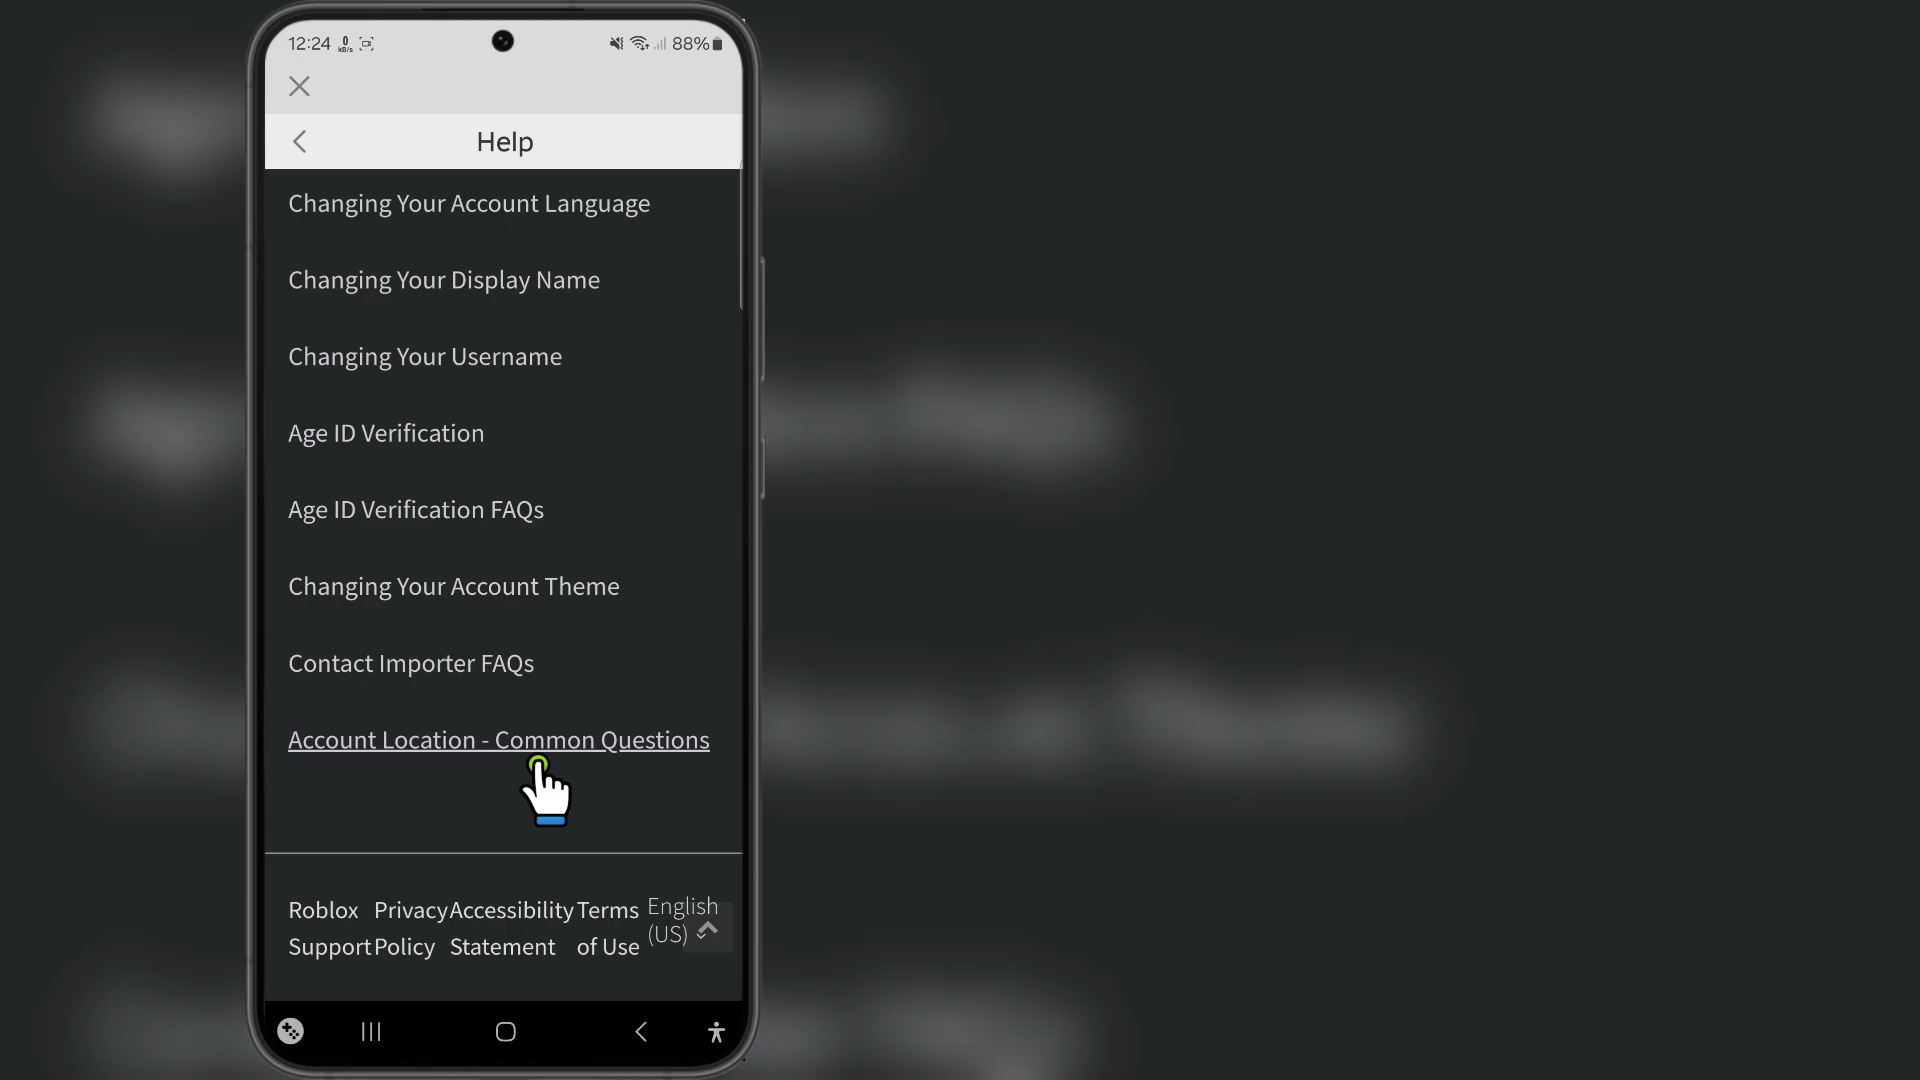 12:24 0 KB/s 88%
Help
Changing Your Account Language
Changing Your Display Name
Changing Your Username
Age ID Verification
Age ID Verification FAQs
Changing Your Account Theme
Contact Importer FAQs
Account Location - Common Questions
Roblox Support
Privacy Policy
Accessibility Statement
Terms of Use
English (US)